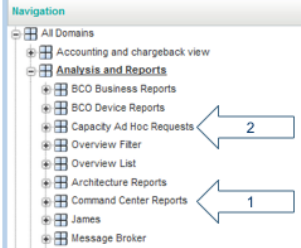 Navigation
All Domains
Accounting and chargeback view
Analysis and Reports
BCO Business Reports
BCO Device Reports
Capacity Ad Hoc Requests 2
Overview Filter
Overview List
Architecture Reports
Command Center Reports 1
James
Message Broker